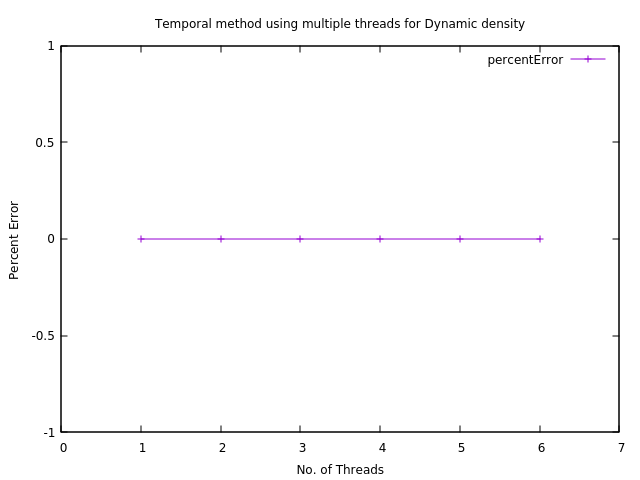 Temporal method using multiple threads for Dynamic density
percentError
1
0.5
0
-0.5
-1
Percent Error
0 1 2 3 4 5 6 7
No. of Threads